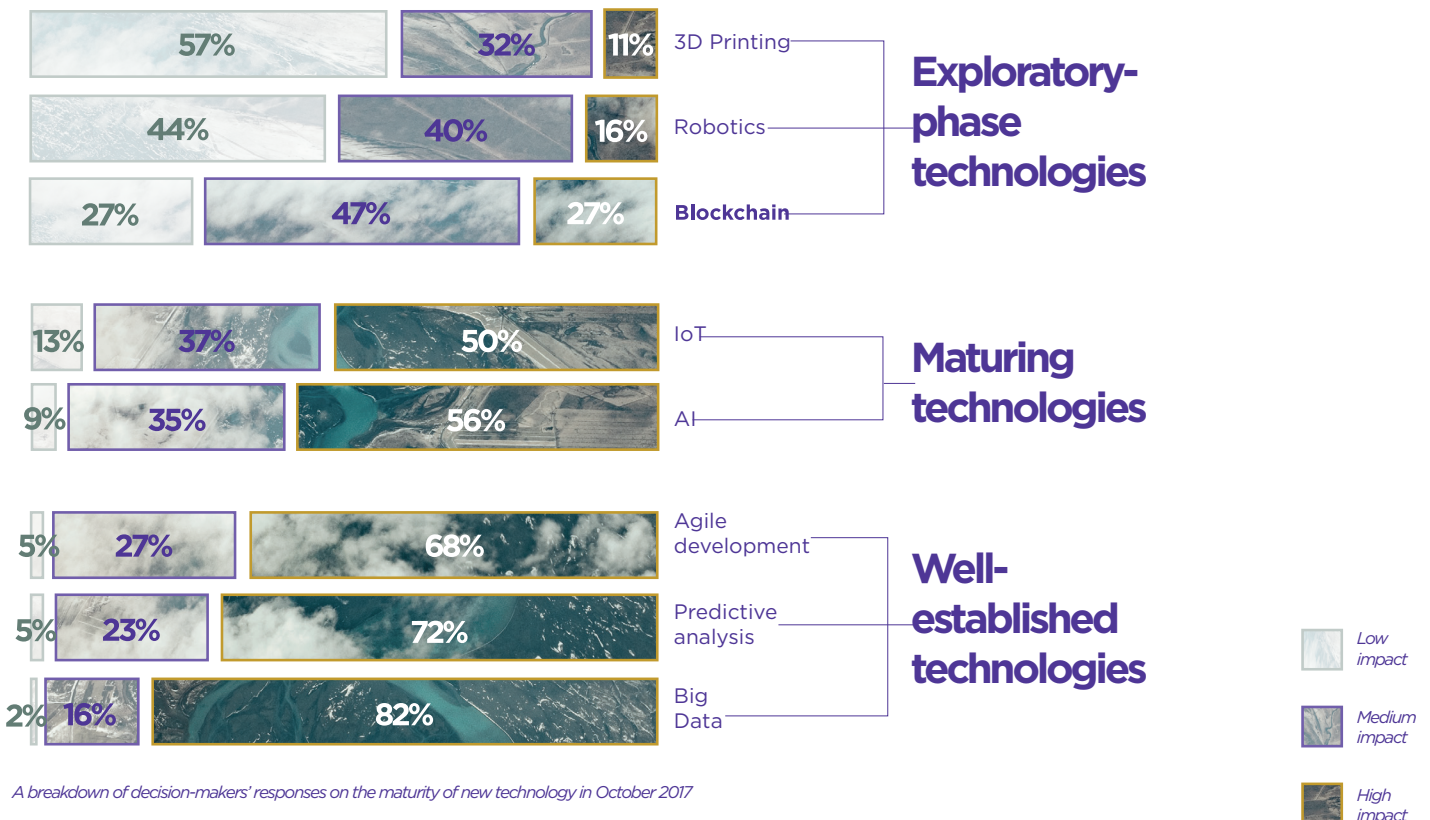 57% 32% 11% 3D Printing
44% 40% 16% Robotics
27% 47% 27% Blockchain
Exploratory-
phase
technologies
13% 37% 50% IoT
9% 35% 56% AI
Maturing
technologies
5% 27% 68% Agile
development
5% 23% 72% Predictive
analysis
2% 16% 82% Big
Data
Well-
established
technologies
Low
impact
Medium
impact
High
impact
A breakdown of decision-makers' responses on the maturity of new technology in October 2017